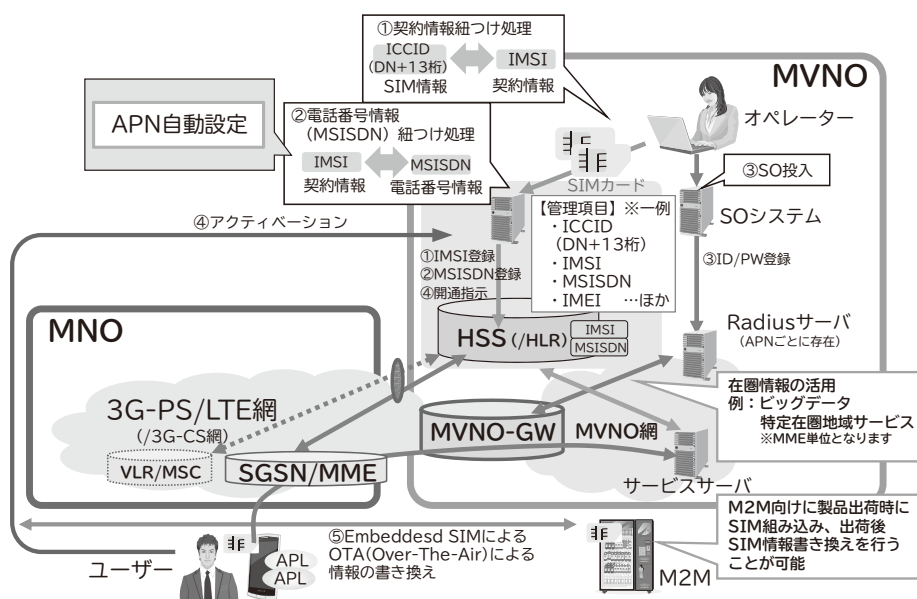 ①契約情報紐つけ処理
ICCID
(DN+13桁)
SIM情報
IMSI
契約情報
MVNO
APN自動設定
②電話番号情報
（MSISDN）紐つけ処理
IMSI
契約情報
MSISDN
電話番号情報
オペレーター
SIMカード
③SO投入
SOシステム
④アクティベーション
【管理項目】※一例
・ICCID
(DN+13桁)
・IMSI
・MSISDN
・IMEI …ほか
①IMSI登録
②MSISDN登録
④開通指示
③ID/PW登録
MNO
HSS(/HLR)
IMSI
MSISDN
Radiusサーバ
(APNごとに存在)
3G-PS/LTE網
(/3G-CS網)
VLR/MSC
SGSN/MME
MVNO-GW
MVNO網
サービスサーバ
在圏情報の活用
例：ビッグデータ
特定在圏地域サービス
※MME単位となります
M2M向けに製品出荷時に
SIM組み込み、出荷後
SIM情報書き換えを行う
ことが可能
⑤Embeddesd SIMによる
OTA(Over-The-Air)による
情報の書き換え
ユーザー
APL
APL
M2M